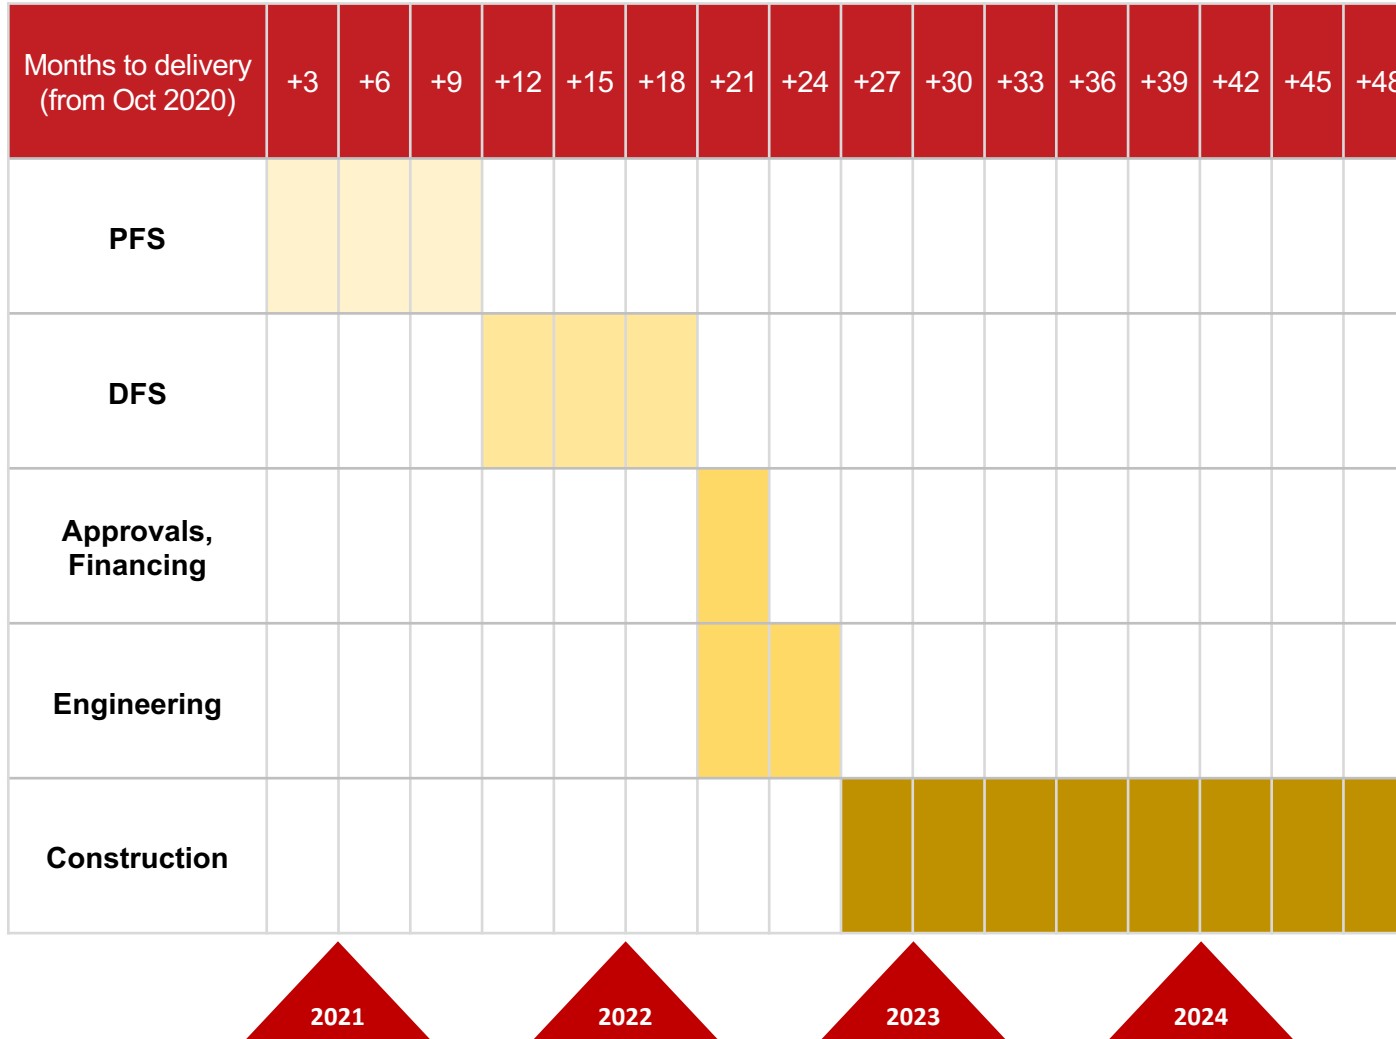 Months to delivery
(from Oct 2020)
+3 +6 +9 +12 +15 +18 +21 +24 +27 +30 +33 +36 +39 +42 +45 +48
PFS
DFS
Approvals,
Financing
Engineering
Construction
2021 2022 2023 2024